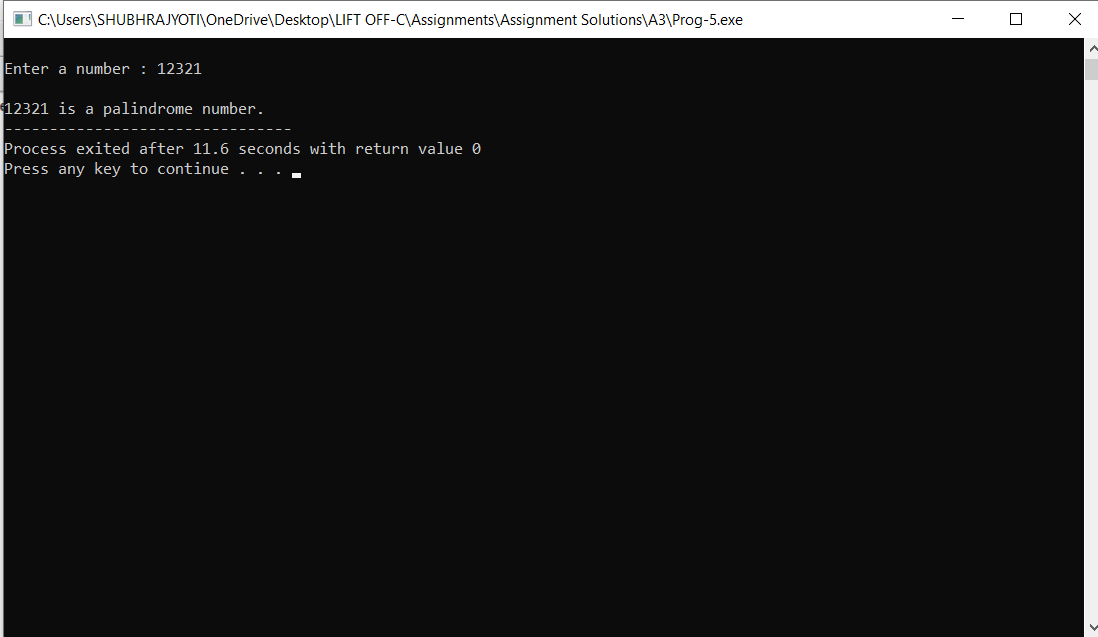 C:\Users\SHUBHRAJYOTI\OneDrive\Desktop\LIFT OFF-C\Assignments\Assignment Solutions\A3\Prog-5.exe
Enter a number : 12321
12321 is a palindrome number.
--------------------------------
Process exited after 11.6 seconds with return value 0
Press any key to continue . . .